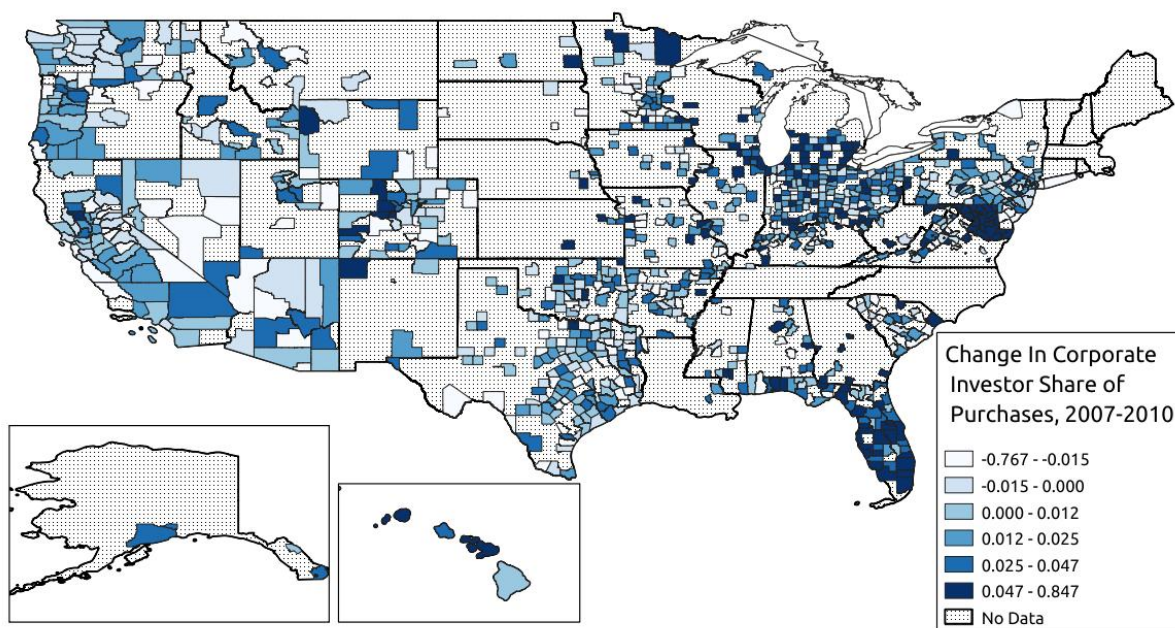 Change In Corporate
Investor Share of
Purchases, 2007-2010
-0.767 - -0.015
-0.015 - 0.000
0.000 - 0.012
0.012 - 0.025
0.025 - 0.047
0.047 - 0.847
No Data